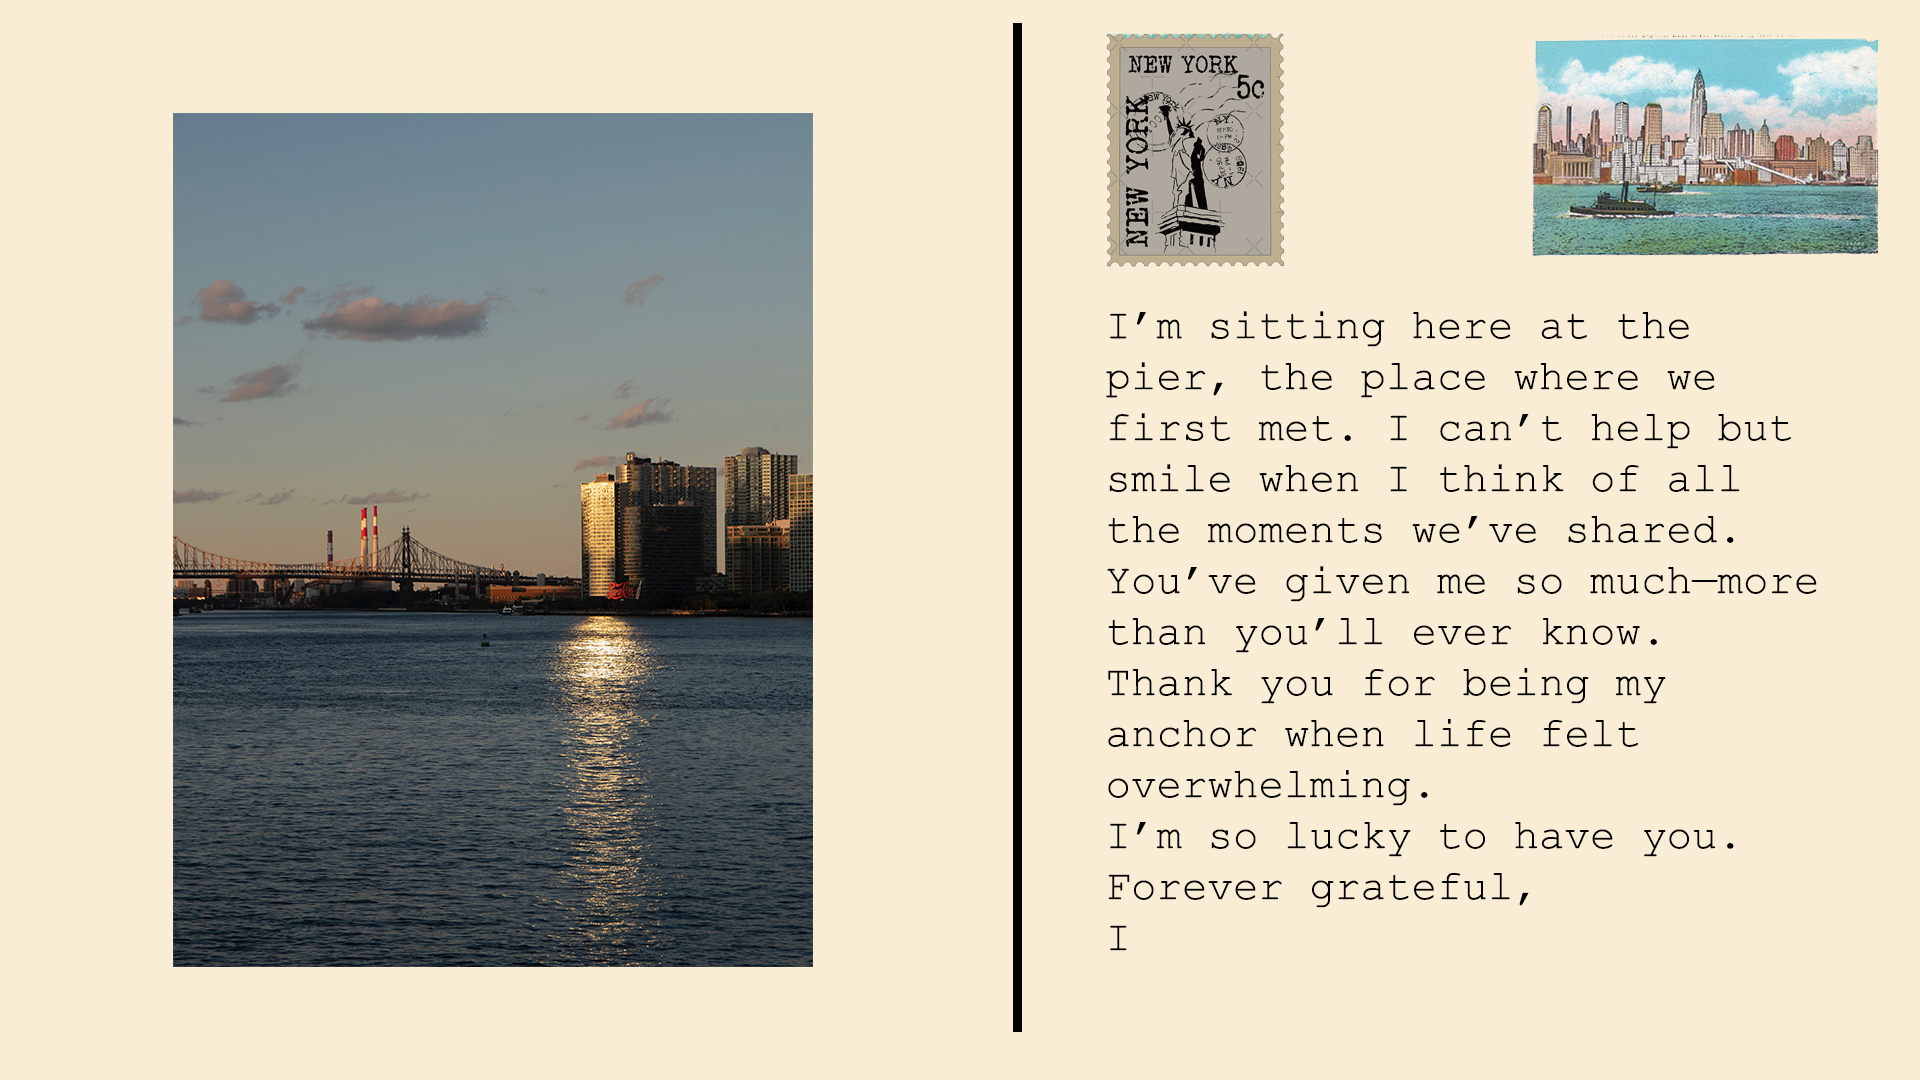 NEW YORK
5c
NEW YORK
New York
N.Y.
I’m sitting here at the
pier, the place where we
first met. I can’t help but
smile when I think of all
the moments we’ve shared.
You’ve given me so much—more
than you’ll ever know.
Thank you for being my
anchor when life felt
overwhelming.
I’m so lucky to have you.
Forever grateful,
I